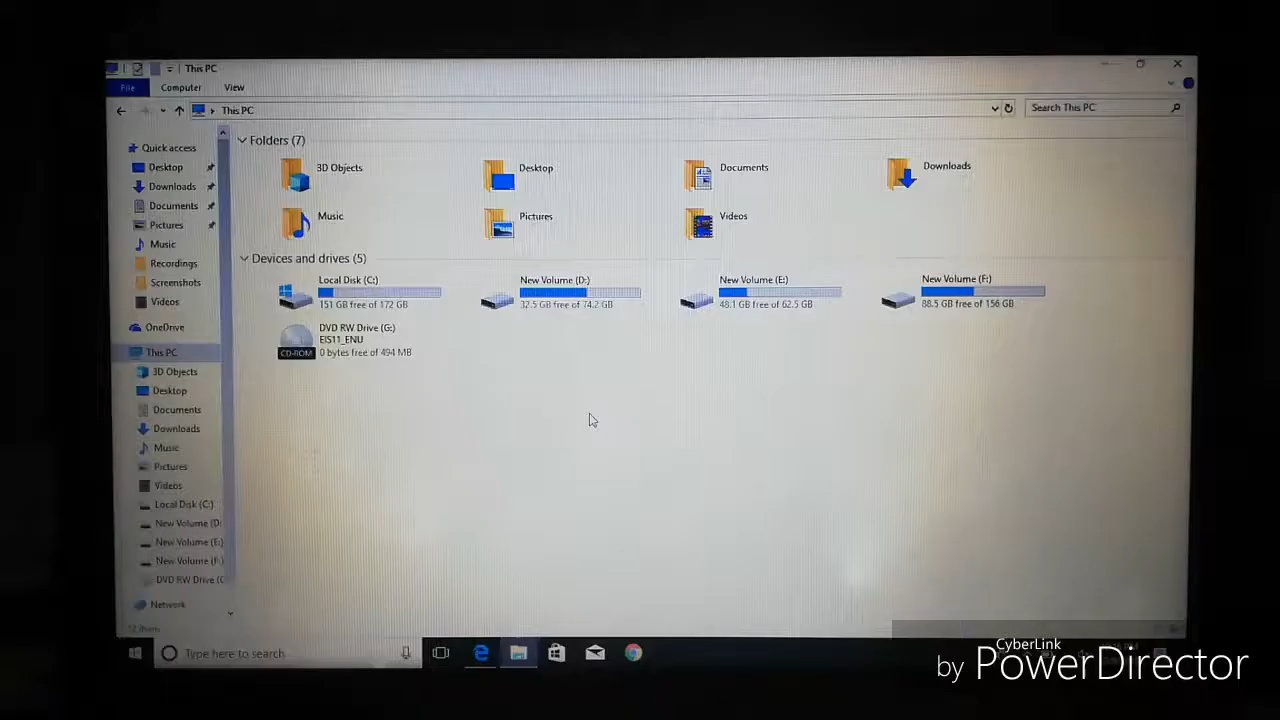 This PC
File Computer View
This PC
Search This PC
Quick access
Desktop
Downloads
Documents
Pictures
Music
Recordings
Screenshots
Videos
OneDrive
This PC
3D Objects
Desktop
Documents
Downloads
Music
Pictures
Videos
Local Disk (C:)
New Volume (D:
New Volume (E:)
New Volume (F:)
DVD RW Drive (G
Network
Folders (7)
3D Objects
Desktop
Documents
Downloads
Music
Pictures
Videos
Devices and drives (5)
Local Disk (C:)
151 GB free of 172 GB
New Volume (D:)
32.5 GB free of 74.2 GB
New Volume (E:)
48.1 GB free of 62.5 GB
New Volume (F:)
88.5 GB free of 156 GB
DVD RW Drive (G:)
EIS11_ENU
CD-ROM
0 bytes free of 494 MB
12 items
Type here to search
CyberLink
by PowerDirector